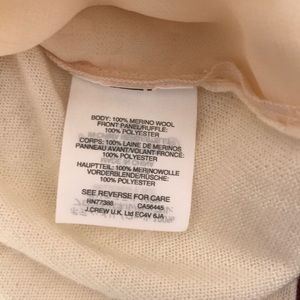 BODY: 100% MERINO WOOL
FRONT PANEL/RUFFLE:
100% POLYESTER
CORPS: 100% LAINE DE MERINOS
PANNEAU AVANT/VOLANT FRONCE:
100% POLYESTER
HAUPTTEIL: 100% MERINOWOLLE
VORDERBLENDE/RÜSCHE:
100% POLYESTER
SEE REVERSE FOR CARE
RN77388 CA56445
J.CREW U.K. Ltd EC4V 6JA